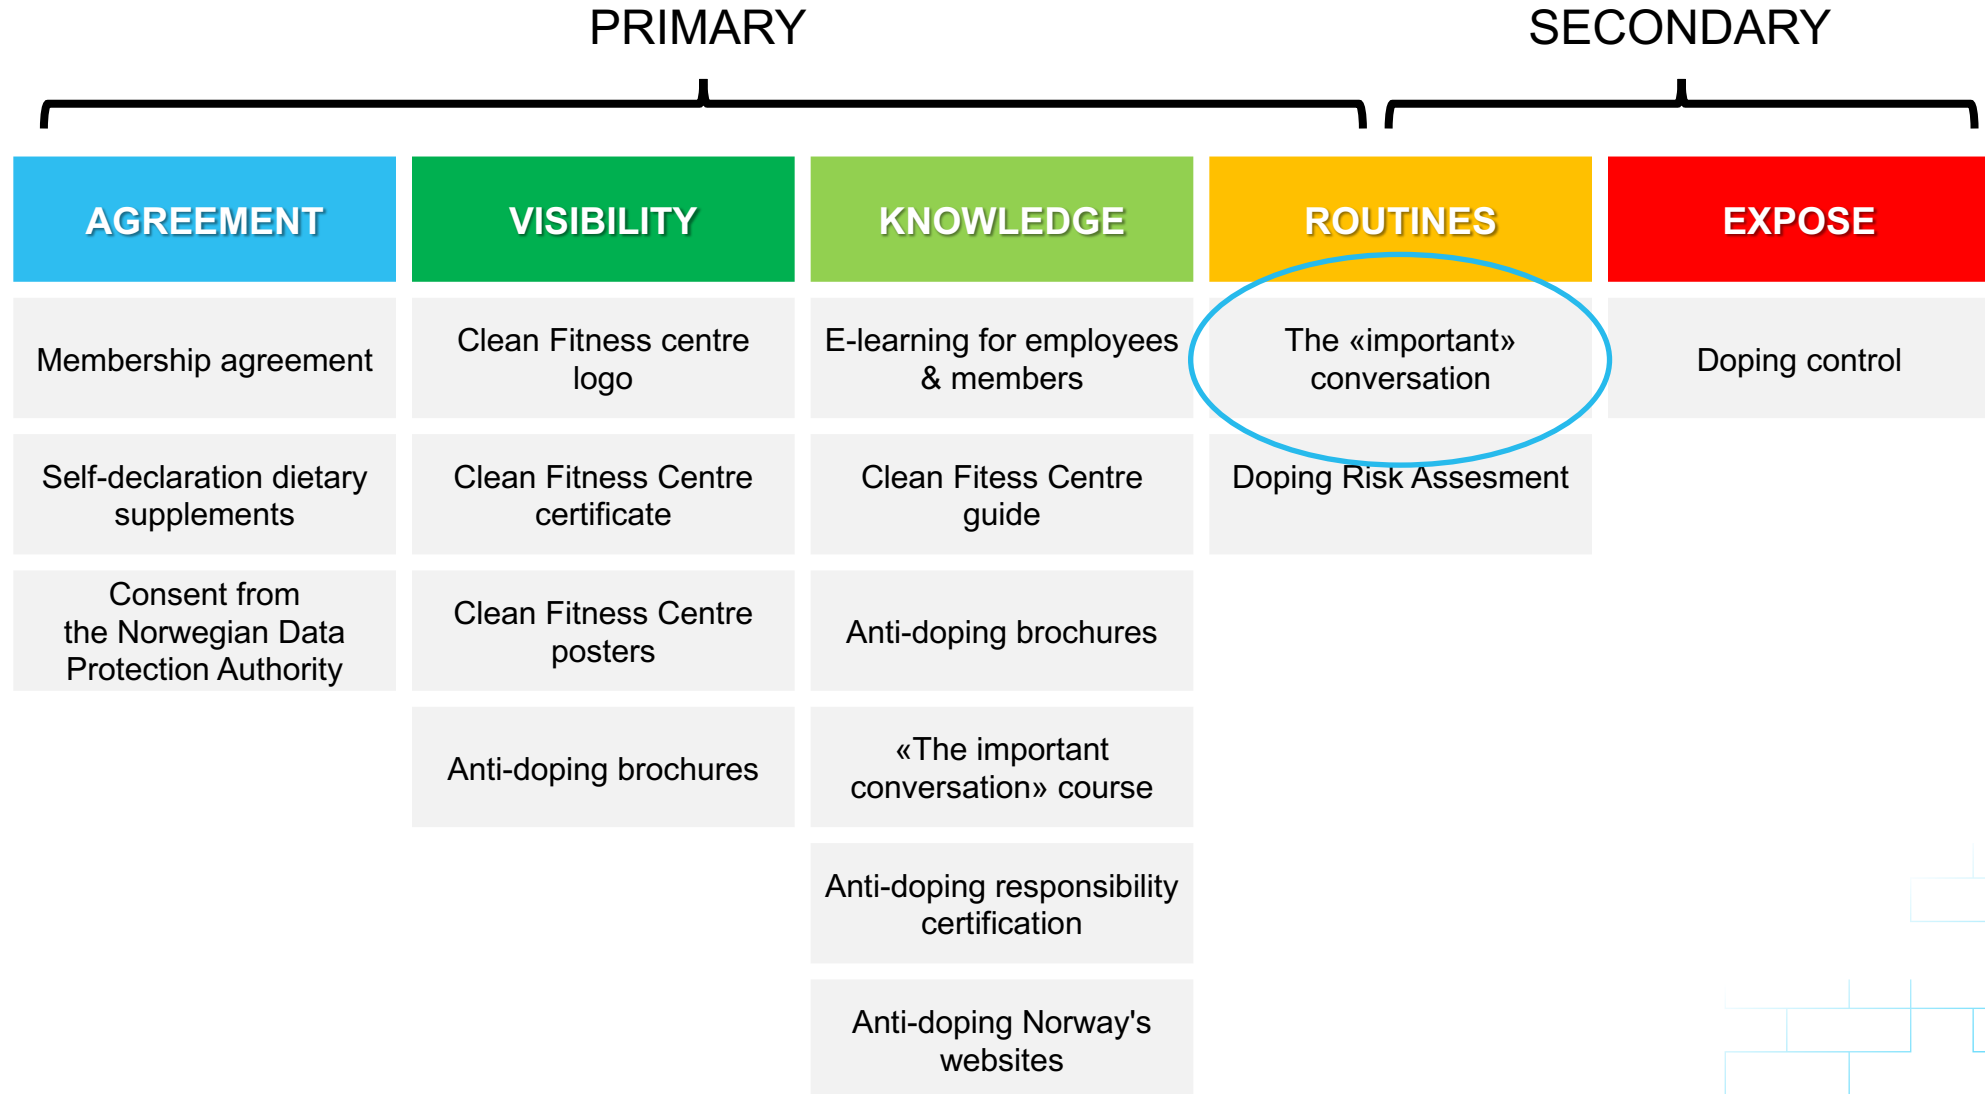 PRIMARY
SECONDARY
AGREEMENT
VISIBILITY
KNOWLEDGE
ROUTINES
EXPOSE
Membership agreement
Self-declaration dietary
supplements
Consent from
the Norwegian Data
Protection Authority
Clean Fitness centre
logo
Clean Fitness Centre
certificate
Clean Fitness Centre
posters
Anti-doping brochures
E-learning for employees
& members
Clean Fitess Centre
guide
Anti-doping brochures
«The important
conversation» course
Anti-doping responsibility
certification
Anti-doping Norway's
websites
The «important»
conversation
Doping Risk Assesment
Doping control